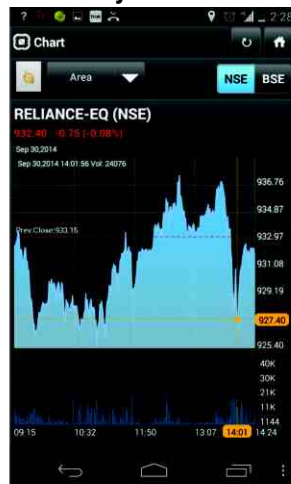 ? 2:28
Chart
Area NSE BSE
RELIANCE-EQ (NSE)
932.40 -0.75 (-0.08%)
Sep 30,2014
Sep 30,2014 14:01:56 Vol: 24076
936.76
934.87
Prev.Close:933.15
932.97
931.08
929.19
927.40
925.40
40K
30K
21K
11K
1144
09:15 10:32 11:50 13:07 14:01 14:24